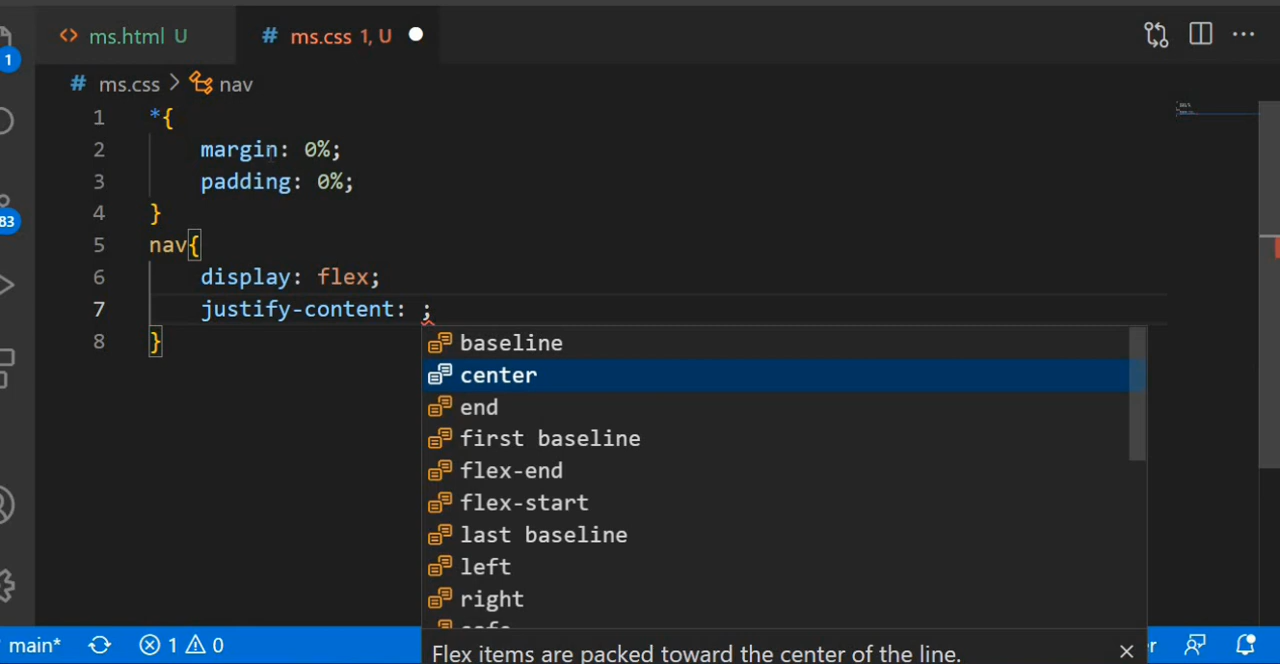 ms.html U
# ms.css 1, U
# ms.css > nav
1 *{
2 margin: 0%;
3 padding: 0%;
4 }
5 nav{
6 display: flex;
7 justify-content: ;
8 }
baseline
center
end
first baseline
flex-end
flex-start
last baseline
left
right
Flex items are packed toward the center of the line.
1
83
main* 1 0